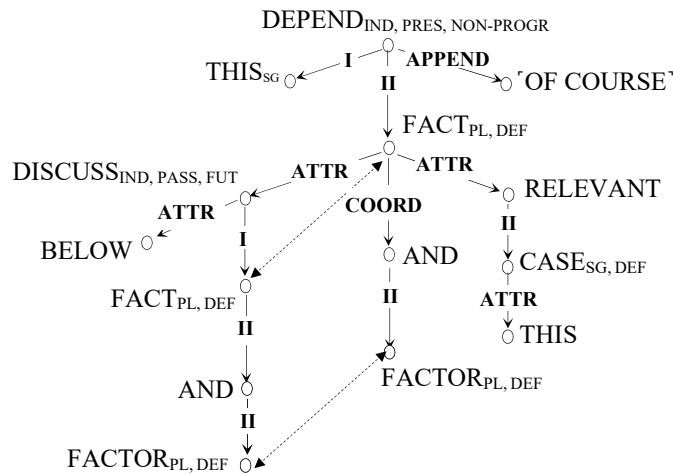 DEPEND IND, PRES, NON-PROGR
I APPEND
THIS SG ⌜OF COURSE⌝
II
FACT PL, DEF
DISCUSS IND, PASS, FUT ATTR ATTR
ATTR COORD RELEVANT
BELOW I II
AND CASE SG, DEF
FACT PL, DEF ATTR
II II THIS
FACTOR PL, DEF
AND
II
FACTOR PL, DEF